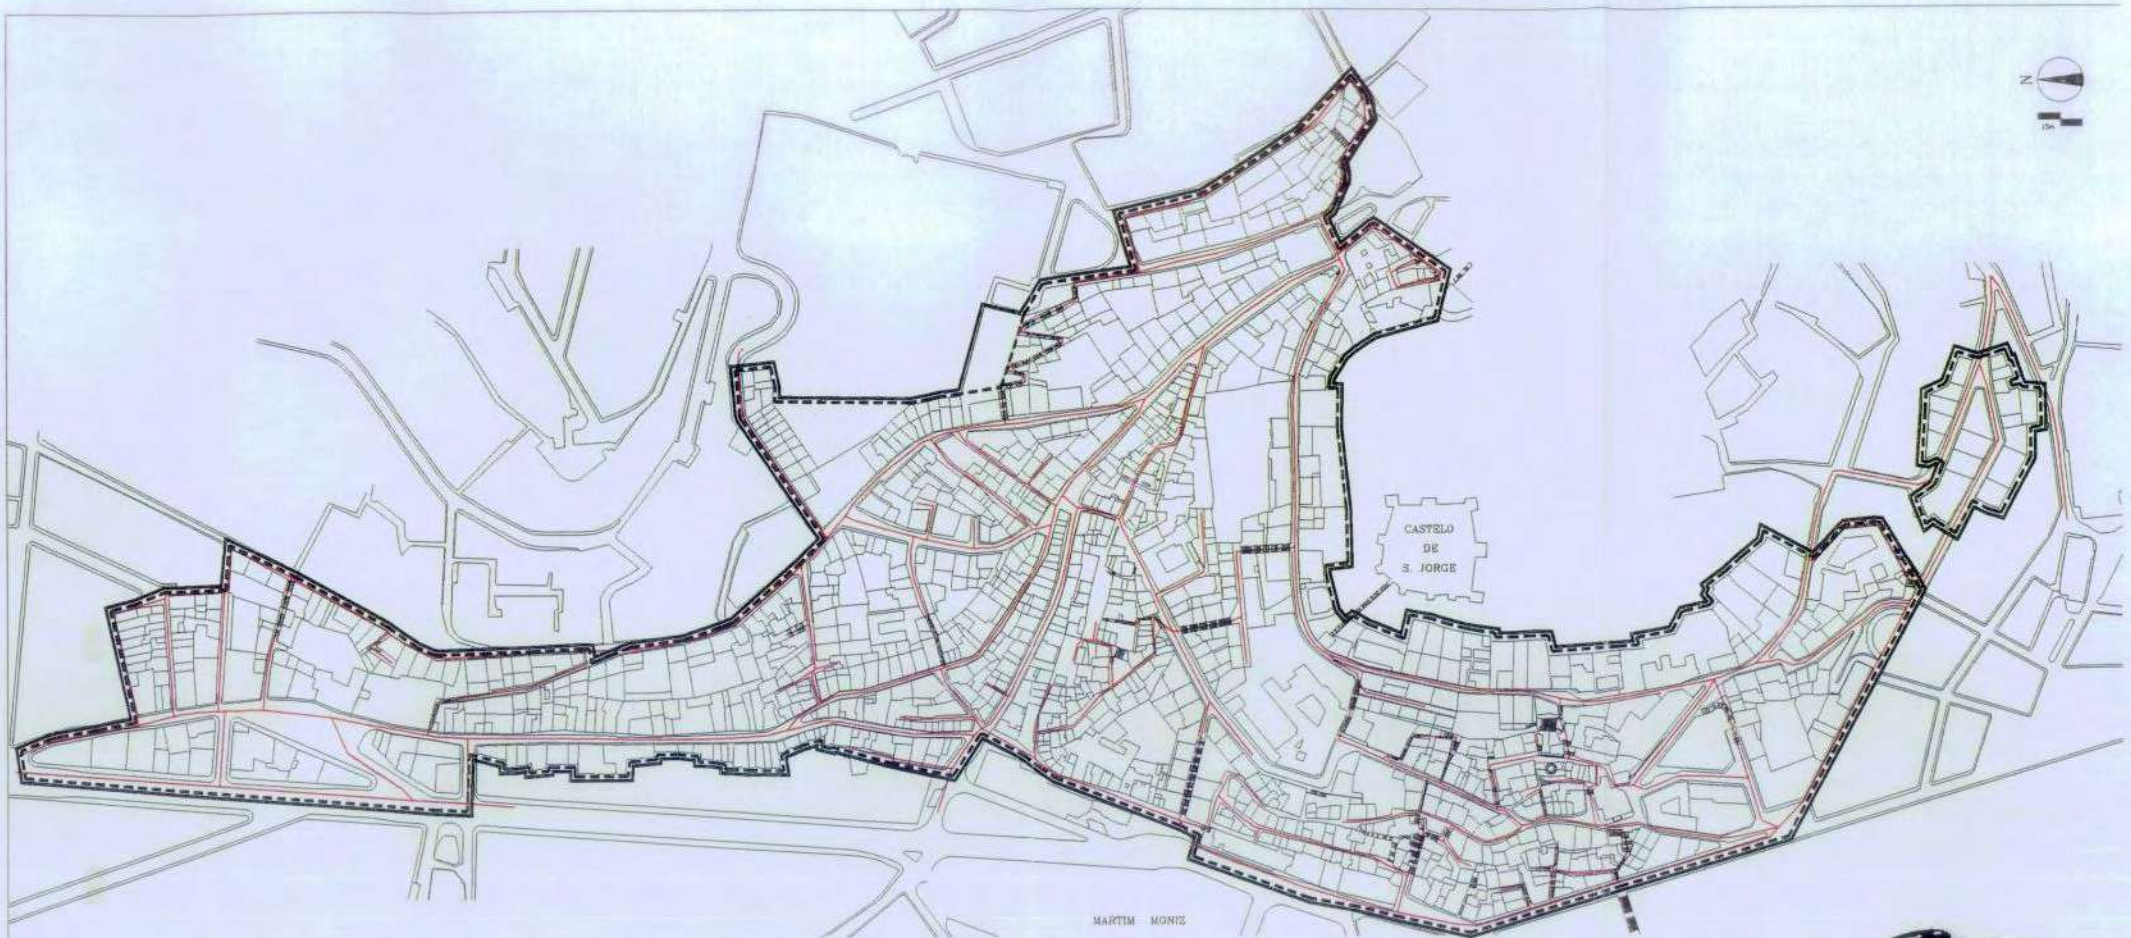 N
CASTELO
DE
S. JORGE
MARTIM MONIZ